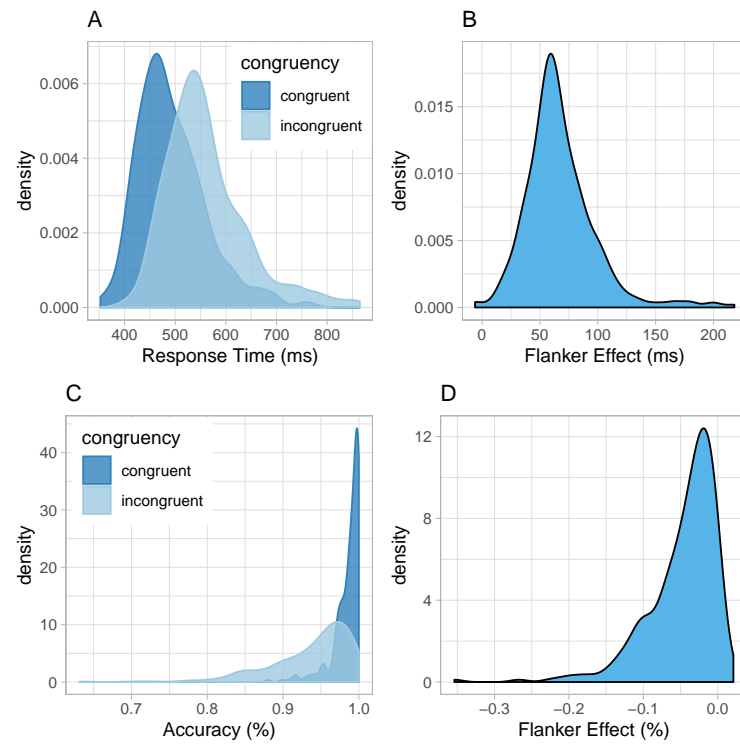 A
congruency
congruent
incongruent
density
0.006
0.004
0.002
0.000
400 500 600 700 800
Response Time (ms)
B
density
0.015
0.010
0.005
0.000
0 50 100 150 200
Flanker Effect (ms)
C
congruency
congruent
incongruent
density
40
30
20
10
0
0.7 0.8 0.9 1.0
Accuracy (%)
D
density
12
8
4
0
−0.3 −0.2 −0.1 0.0
Flanker Effect (%)